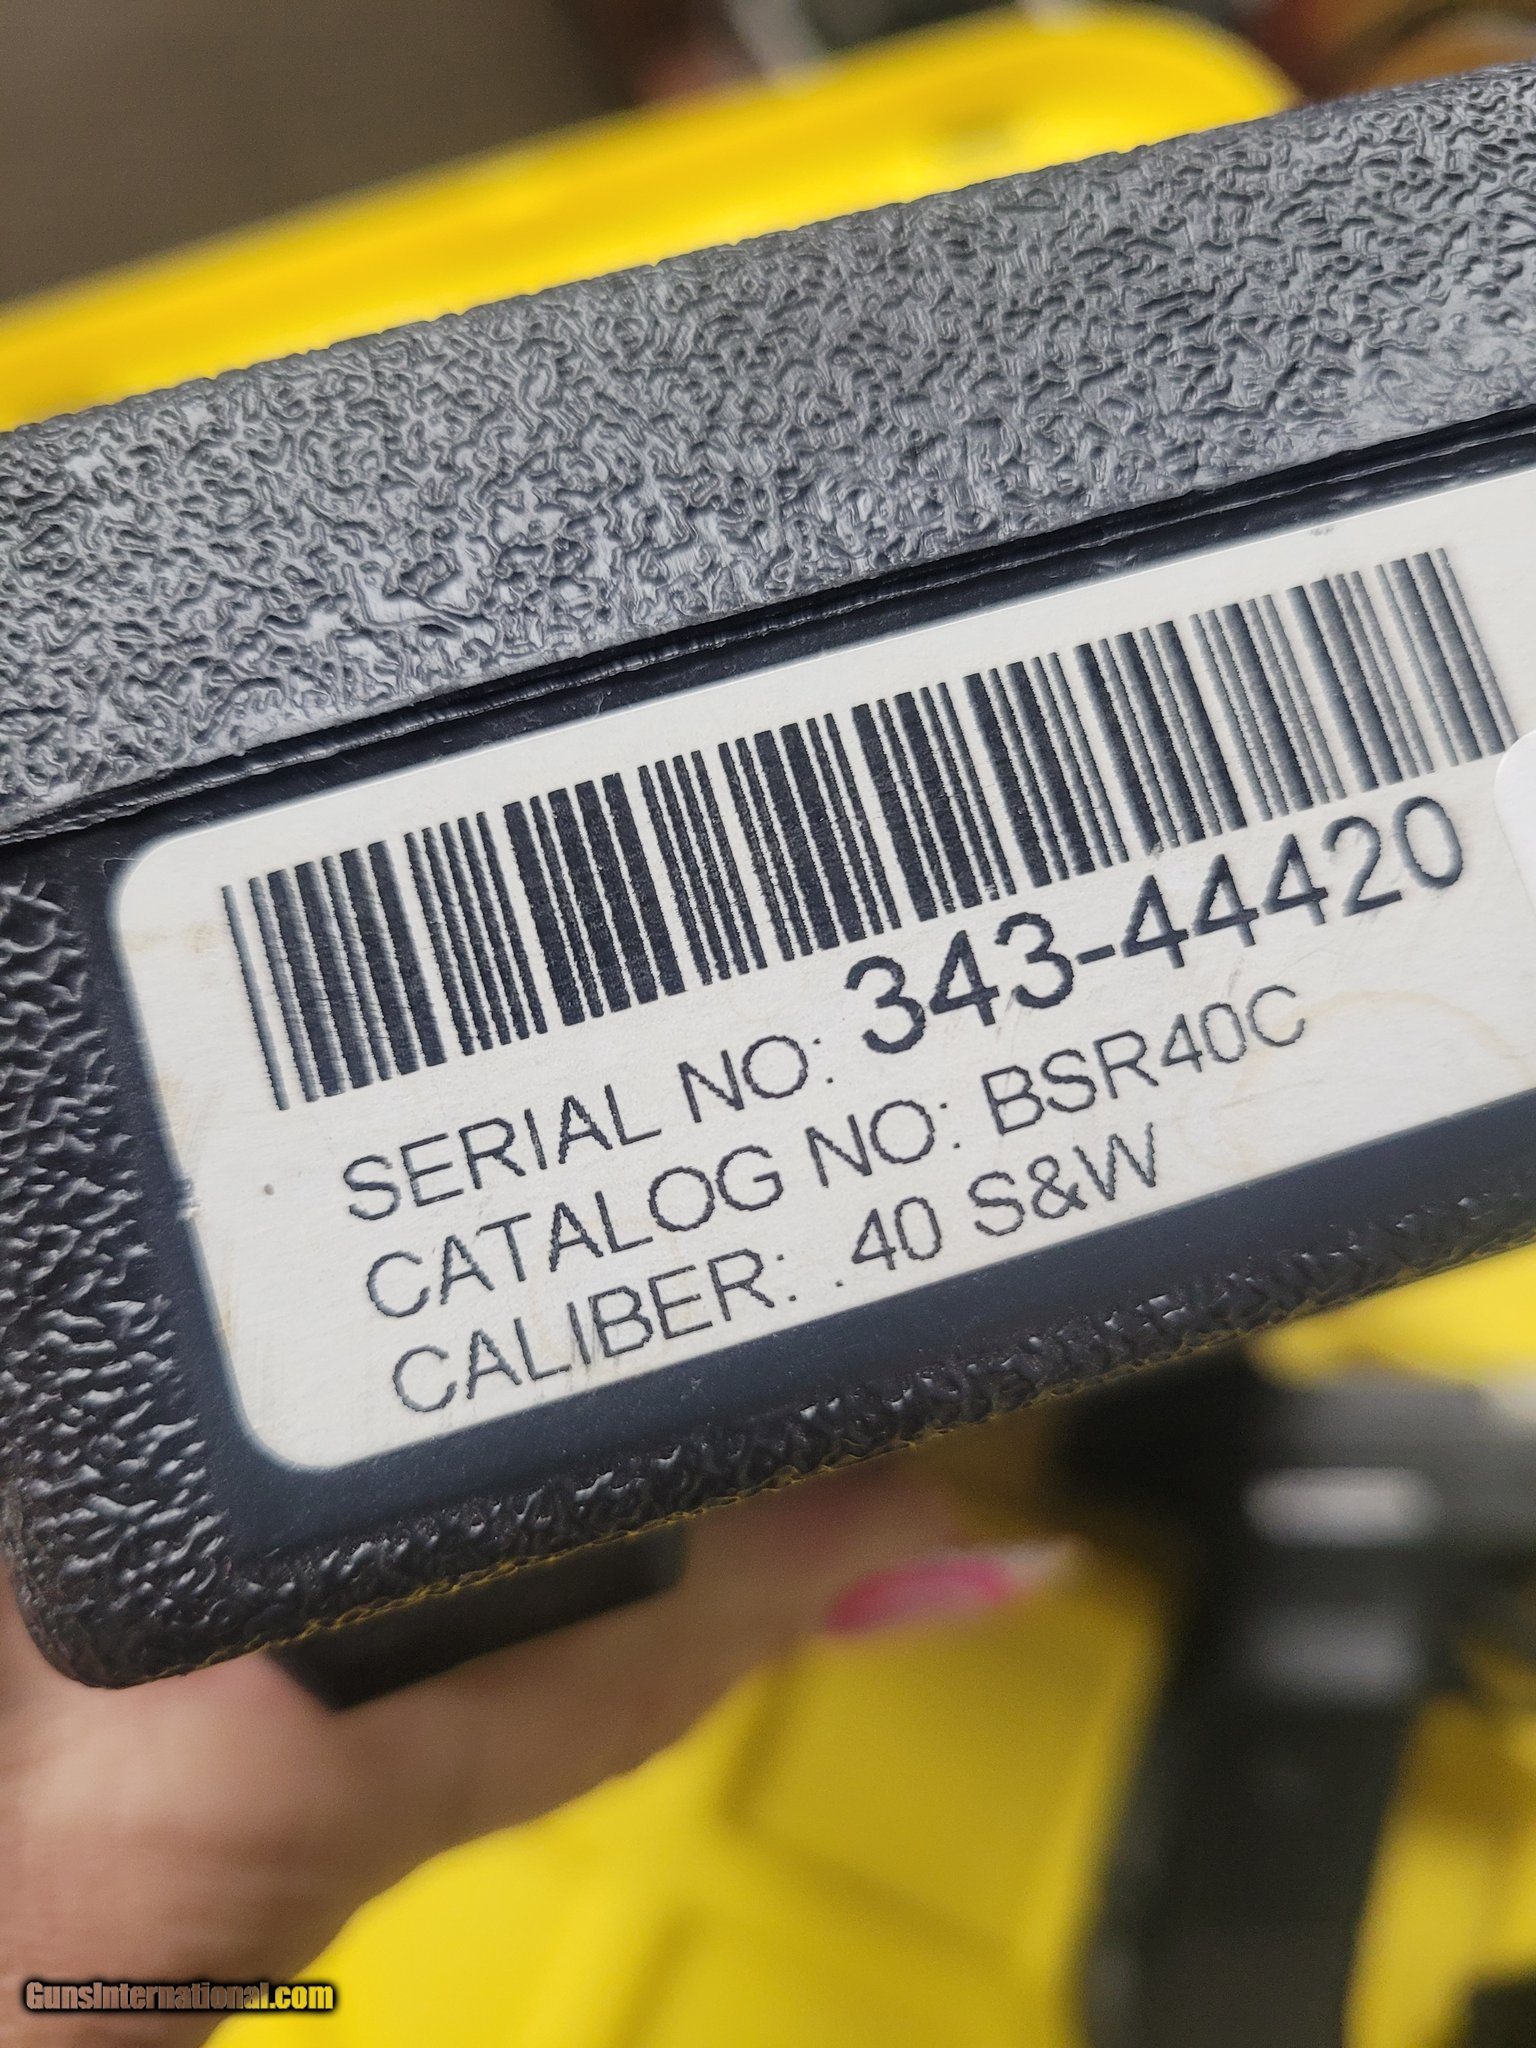 SERIAL NO: 343-44420
CATALOG NO: BSR40C
CALIBER: .40 S&W
GunsInternational.com